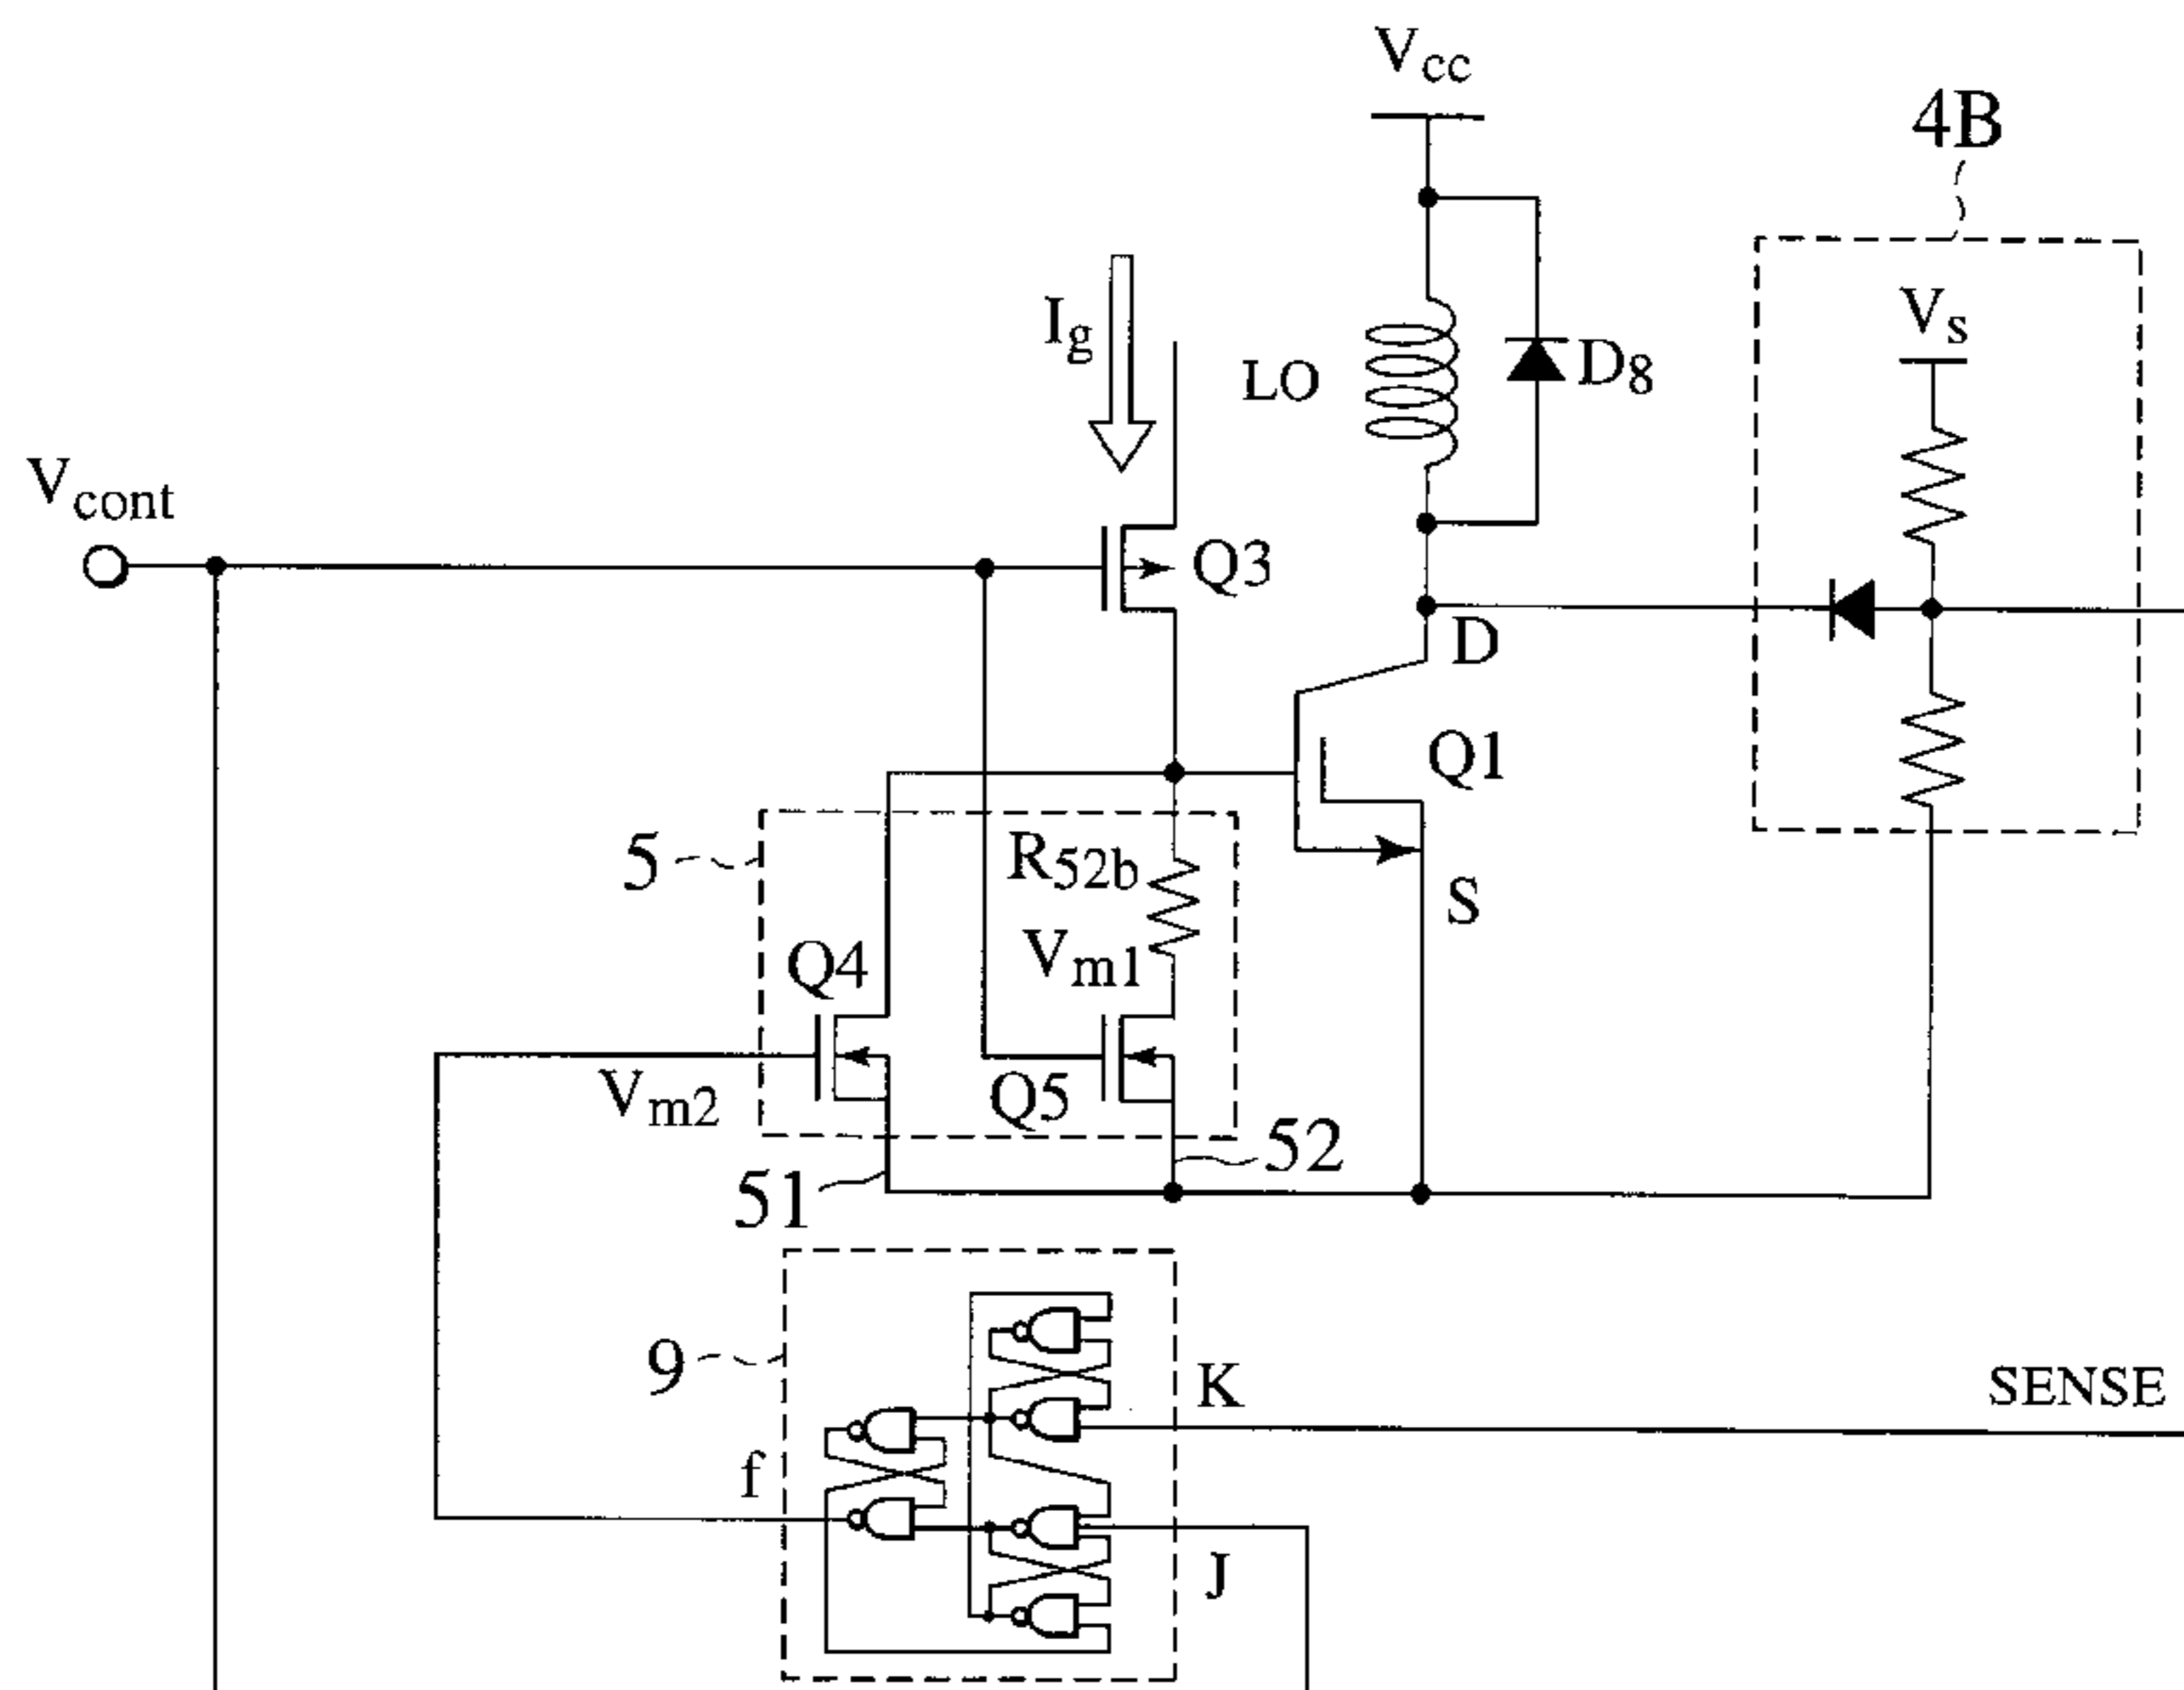 Vcc
4B
Vs
Ig
LO
D8
Vcont
Q3
D
Q1
5
R52b
S
Vm1
Q4
Vm2
Q5
52
51
9
K
SENSE
f
J